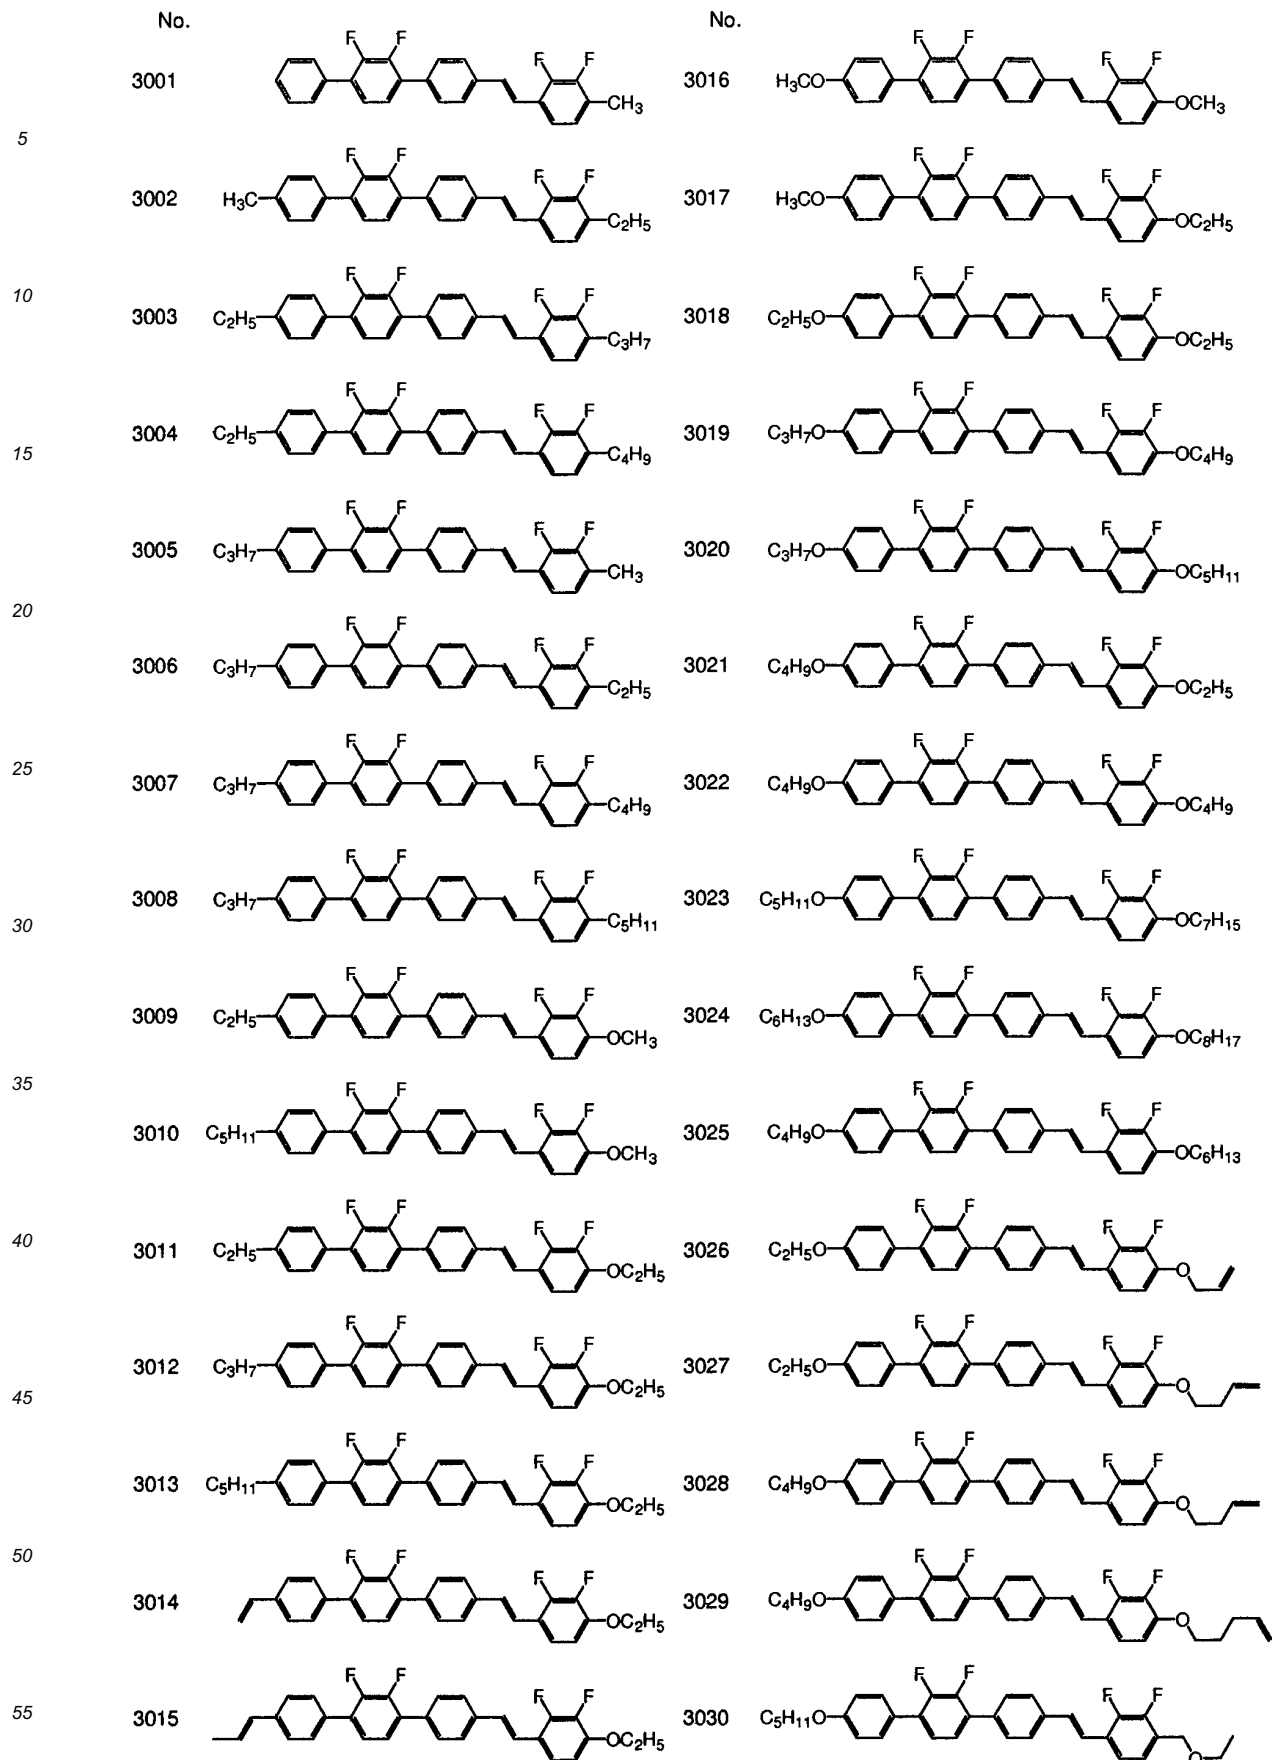 No. No.
F F F F F F F F
3001 CH3 3016 H3CO OCH3
5
F F F F F F F F
3002 H3C C2H5 3017 H3CO OC2H5
10
F F F F F F F F
3003 C2H5 C3H7 3018 C2H5O OC2H5
F F F F F F F F
3004 C2H5 C4H9 3019 C3H7O OC4H9
15
F F F F F F F F
3005 C3H7 CH3 3020 C3H7O OC5H11
20
F F F F F F F F
3006 C3H7 C2H5 3021 C4H9O OC2H5
F F F F F F F F
25
3007 C3H7 C4H9 3022 C4H9O OC4H9
F F F F F F F F
3008 C3H7 C5H11 3023 C5H11O OC7H15
30
F F F F F F F F
3009 C2H5 OCH3 3024 C6H13O OC8H17
35
F F F F F F F F
3010 C5H11 OCH3 3025 C4H9O OC6H13
F F F F F F F F
40
3011 C2H5 OC2H5 3026 C2H5O O
F F F F F F F F
3012 C3H7 OC2H5 3027 C2H5O O
45
F F F F F F F F
3013 C5H11 OC2H5 3028 C4H9O O
50
F F F F F F F F
3014 OC2H5 3029 C4H9O O
F F F F F F F F
55
3015 OC2H5 3030 C5H11O O